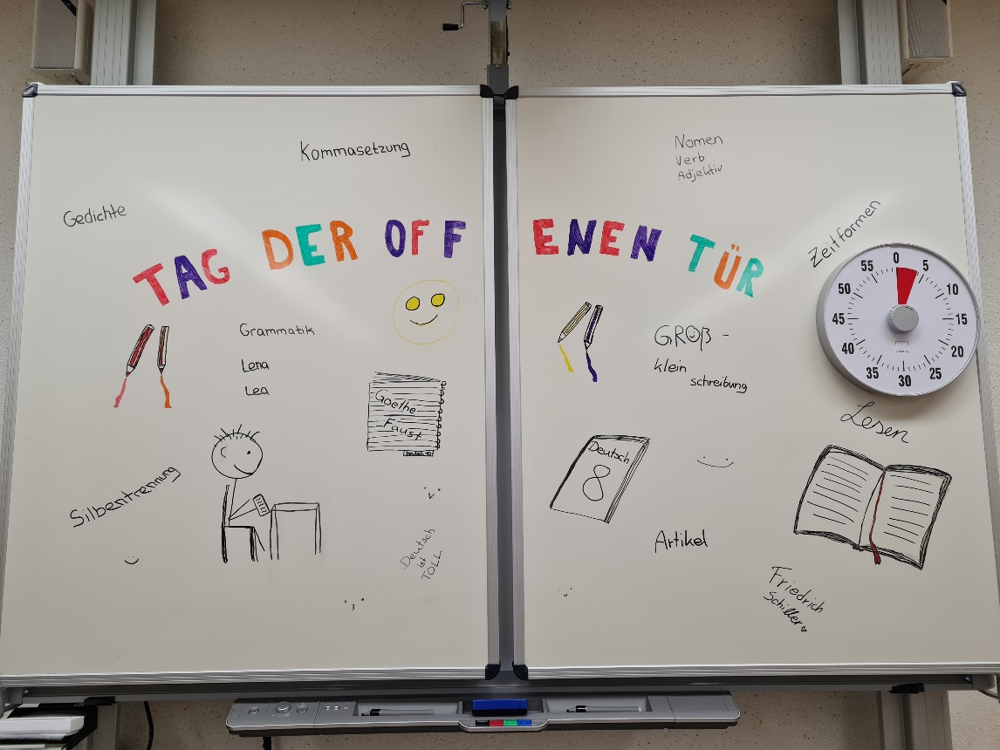 Kommasetzung
Gedichte
TAG DER OFF ENEN TÜR
Grammatik
Lena
Lea
Goethe
Faust
Deutsch 10
Silbentrennung
Deutsch
ist
TOLL
Nomen
Verb
Adjektiv
Zeitformen
0
5
10
15
20
25
30
35
40
45
50
55
GROß -
klein
schreibung
Lesen
Deutsch
8
Artikel
Friedrich
Schiller